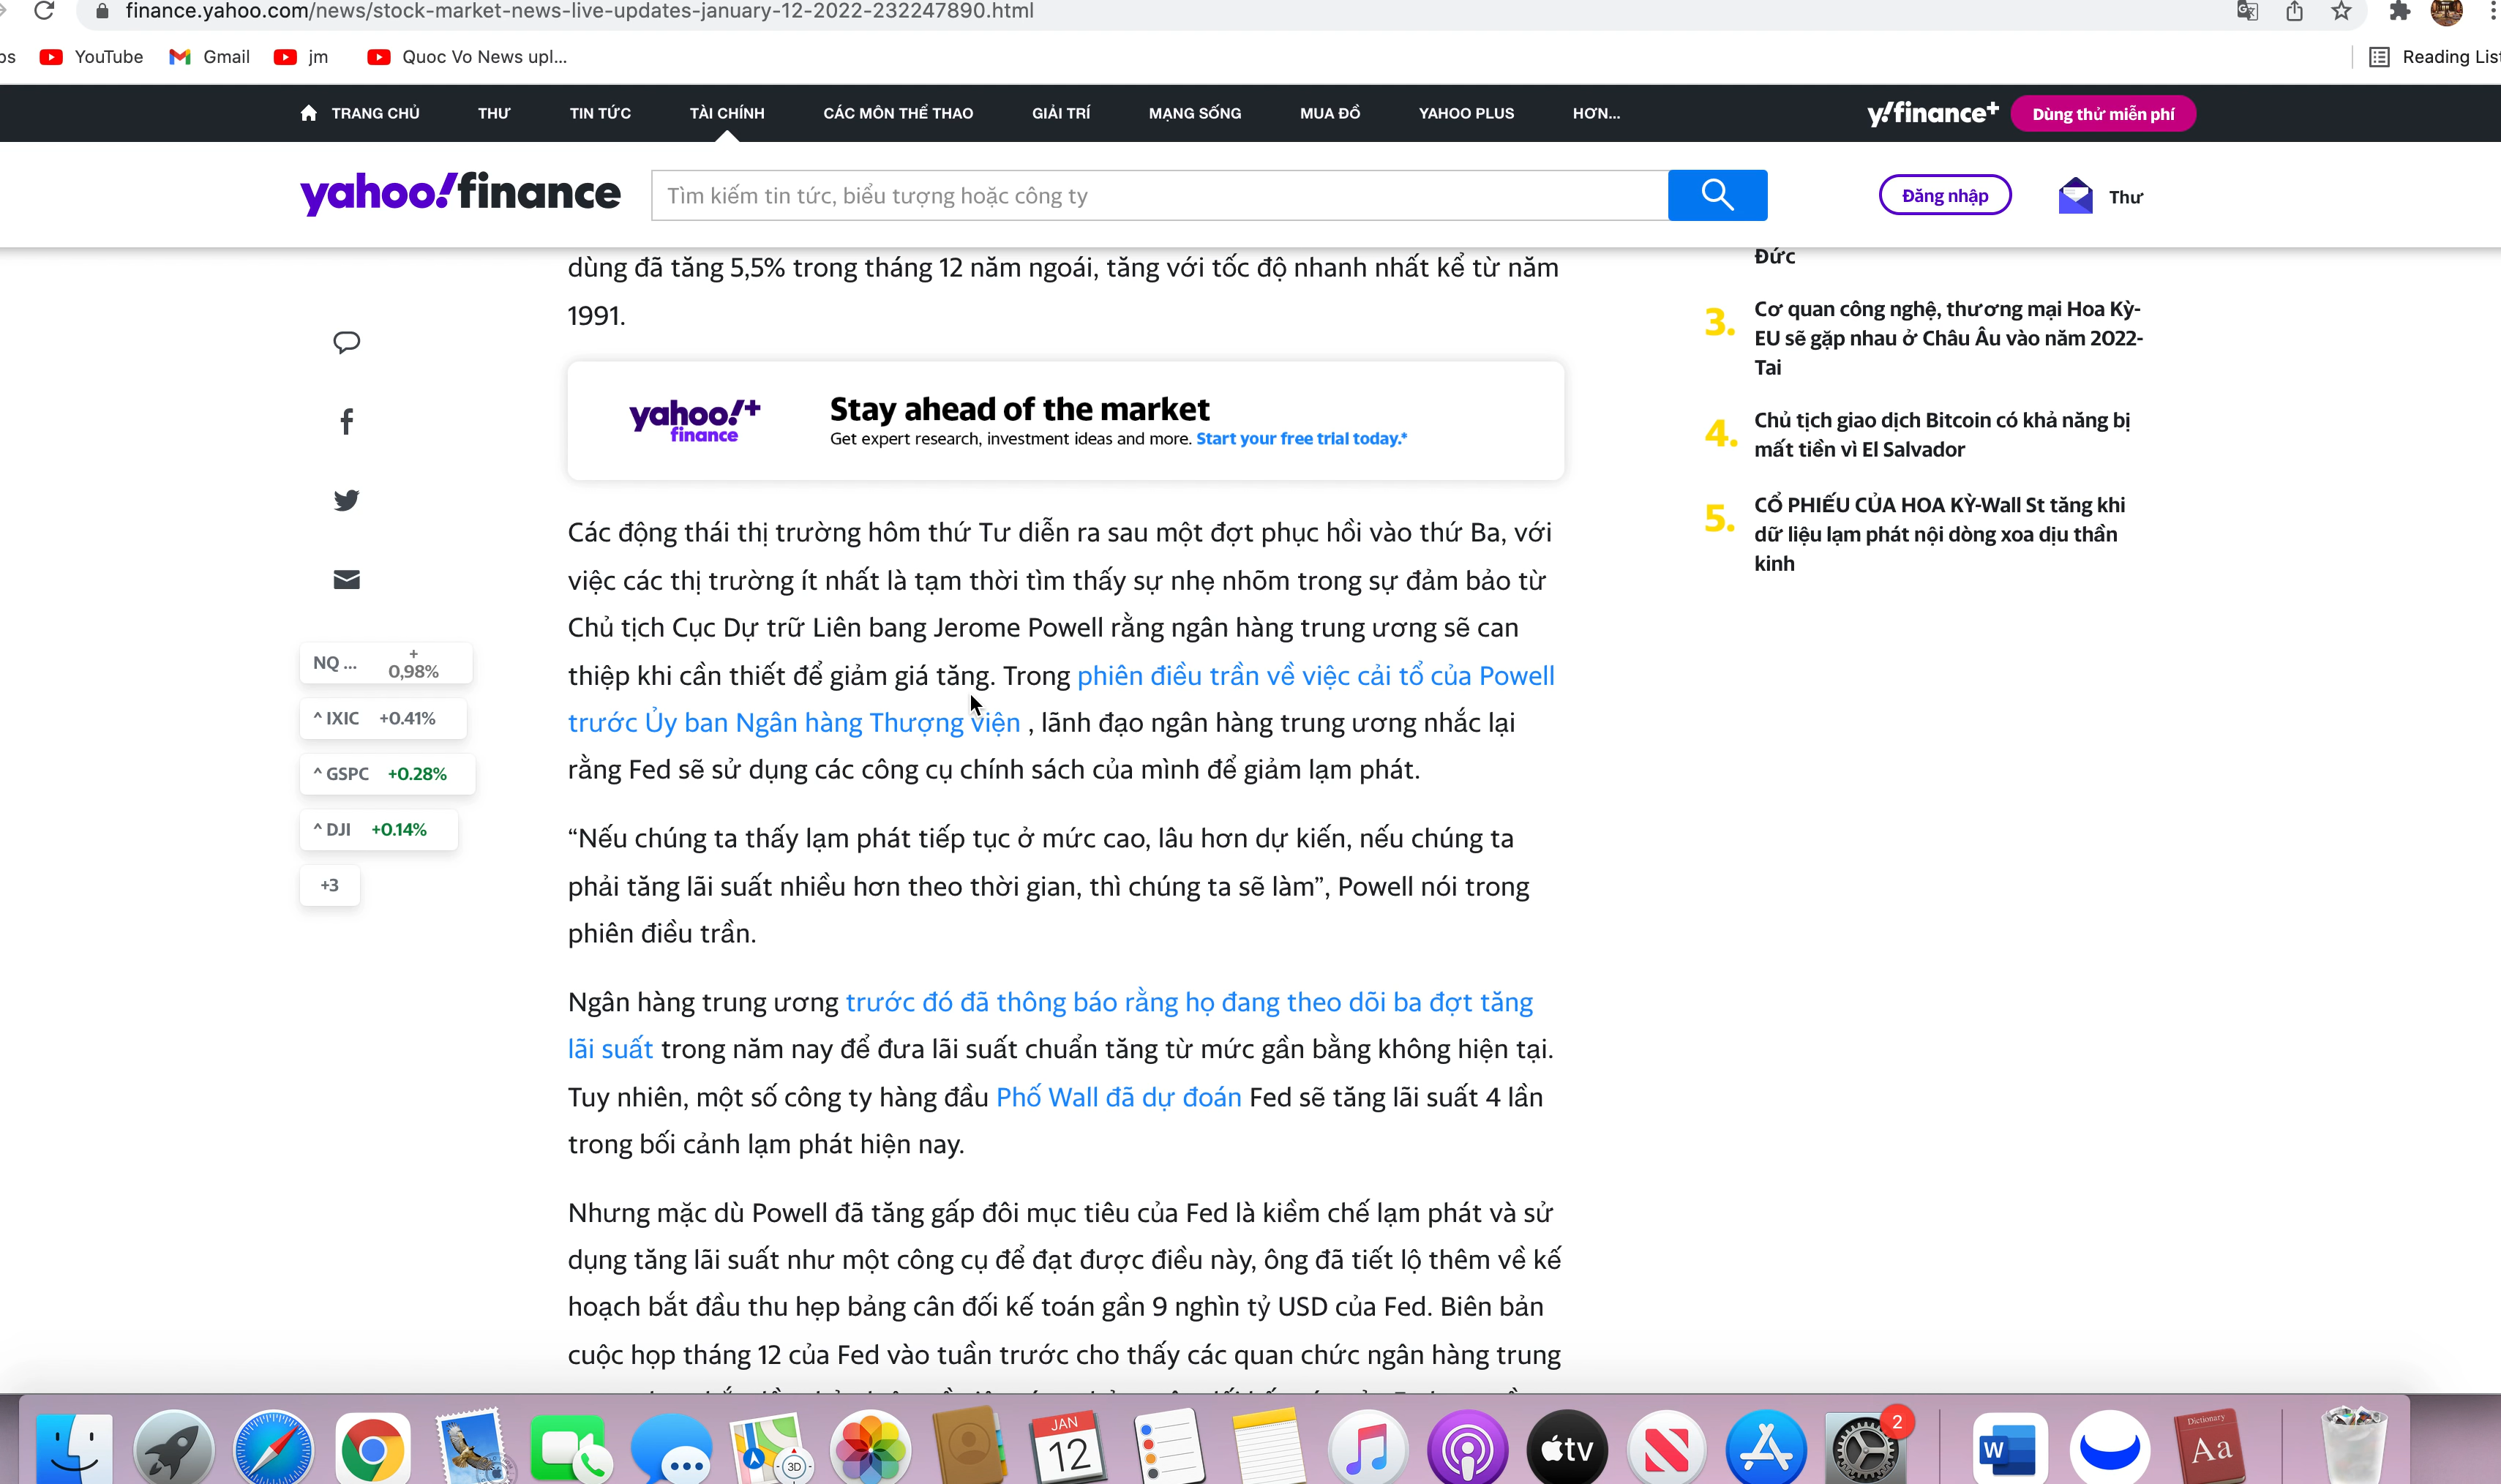 finance.yahoo.com/news/stock-market-news-live-updates-january-12-2022-232247890.html
YouTube
Gmail
jm
Quoc Vo News upl...
Reading List
TRANG CHỦ
THƯ
TIN TỨC
TÀI CHÍNH
CÁC MÔN THỂ THAO
GIẢI TRÍ
MẠNG SỐNG
MUA ĐỒ
YAHOO PLUS
HƠN...
y!finance+
Dùng thử miễn phí
yahoo!finance
Tìm kiếm tin tức, biểu tượng hoặc công ty
Đăng nhập
Thư
dùng đã tăng 5,5% trong tháng 12 năm ngoái, tăng với tốc độ nhanh nhất kể từ năm
1991.
yahoo!+
finance
Stay ahead of the market
Get expert research, investment ideas and more. Start your free trial today.*
Các động thái thị trường hôm thứ Tư diễn ra sau một đợt phục hồi vào thứ Ba, với
việc các thị trường ít nhất là tạm thời tìm thấy sự nhẹ nhõm trong sự đảm bảo từ
Chủ tịch Cục Dự trữ Liên bang Jerome Powell rằng ngân hàng trung ương sẽ can
thiệp khi cần thiết để giảm giá tăng. Trong phiên điều trần về việc cải tổ của Powell
trước Ủy ban Ngân hàng Thượng viện , lãnh đạo ngân hàng trung ương nhắc lại
rằng Fed sẽ sử dụng các công cụ chính sách của mình để giảm lạm phát.
“Nếu chúng ta thấy lạm phát tiếp tục ở mức cao, lâu hơn dự kiến, nếu chúng ta
phải tăng lãi suất nhiều hơn theo thời gian, thì chúng ta sẽ làm”, Powell nói trong
phiên điều trần.
Ngân hàng trung ương trước đó đã thông báo rằng họ đang theo dõi ba đợt tăng
lãi suất trong năm nay để đưa lãi suất chuẩn tăng từ mức gần bằng không hiện tại.
Tuy nhiên, một số công ty hàng đầu Phố Wall đã dự đoán Fed sẽ tăng lãi suất 4 lần
trong bối cảnh lạm phát hiện nay.
Nhưng mặc dù Powell đã tăng gấp đôi mục tiêu của Fed là kiềm chế lạm phát và sử
dụng tăng lãi suất như một công cụ để đạt được điều này, ông đã tiết lộ thêm về kế
hoạch bắt đầu thu hẹp bảng cân đối kế toán gần 9 nghìn tỷ USD của Fed. Biên bản
cuộc họp tháng 12 của Fed vào tuần trước cho thấy các quan chức ngân hàng trung
NQ ... + 0,98%
^ IXIC +0.41%
^ GSPC +0.28%
^ DJI +0.14%
+3
Đức
3. Cơ quan công nghệ, thương mại Hoa Kỳ-
EU sẽ gặp nhau ở Châu Âu vào năm 2022-
Tai
4. Chủ tịch giao dịch Bitcoin có khả năng bị
mất tiền vì El Salvador
5. CỔ PHIẾU CỦA HOA KỲ-Wall St tăng khi
dữ liệu lạm phát nội dòng xoa dịu thần
kinh
3D
JAN
12
tv
2
W
Dictionary
Aa